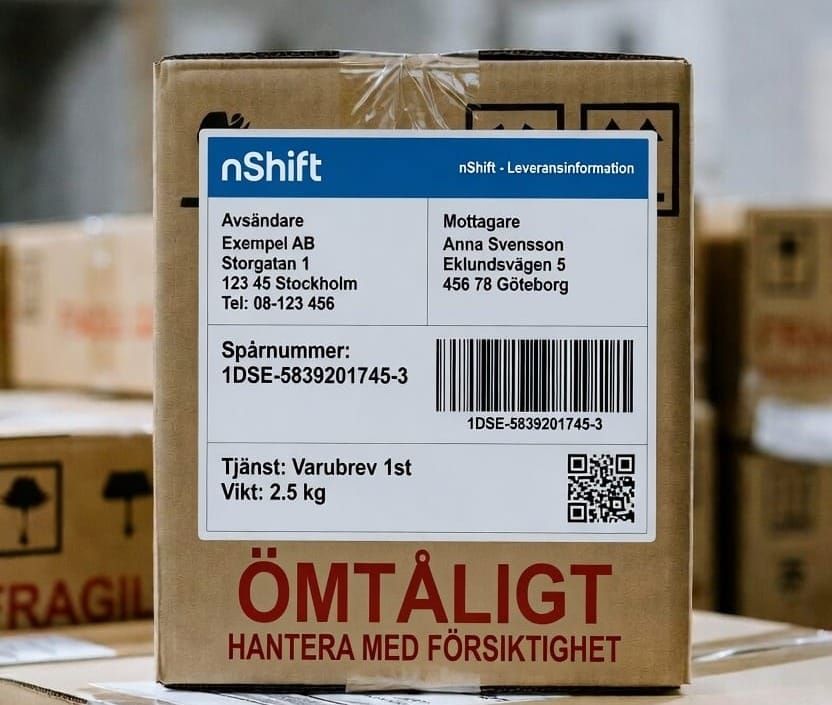 nShift
nShift - Leveransinformation
Avsändare
Exempel AB
Storgatan 1
123 45 Stockholm
Tel: 08-123 456
Mottagare
Anna Svensson
Eklundsvägen 5
456 78 Göteborg
Spårnummer:
1DSE-5839201745-3
1DSE-5839201745-3
Tjänst: Varubrev 1st
Vikt: 2.5 kg
ÖMTÅLIGT
HANTERA MED FÖRSIKTIGHET
FRAGIL